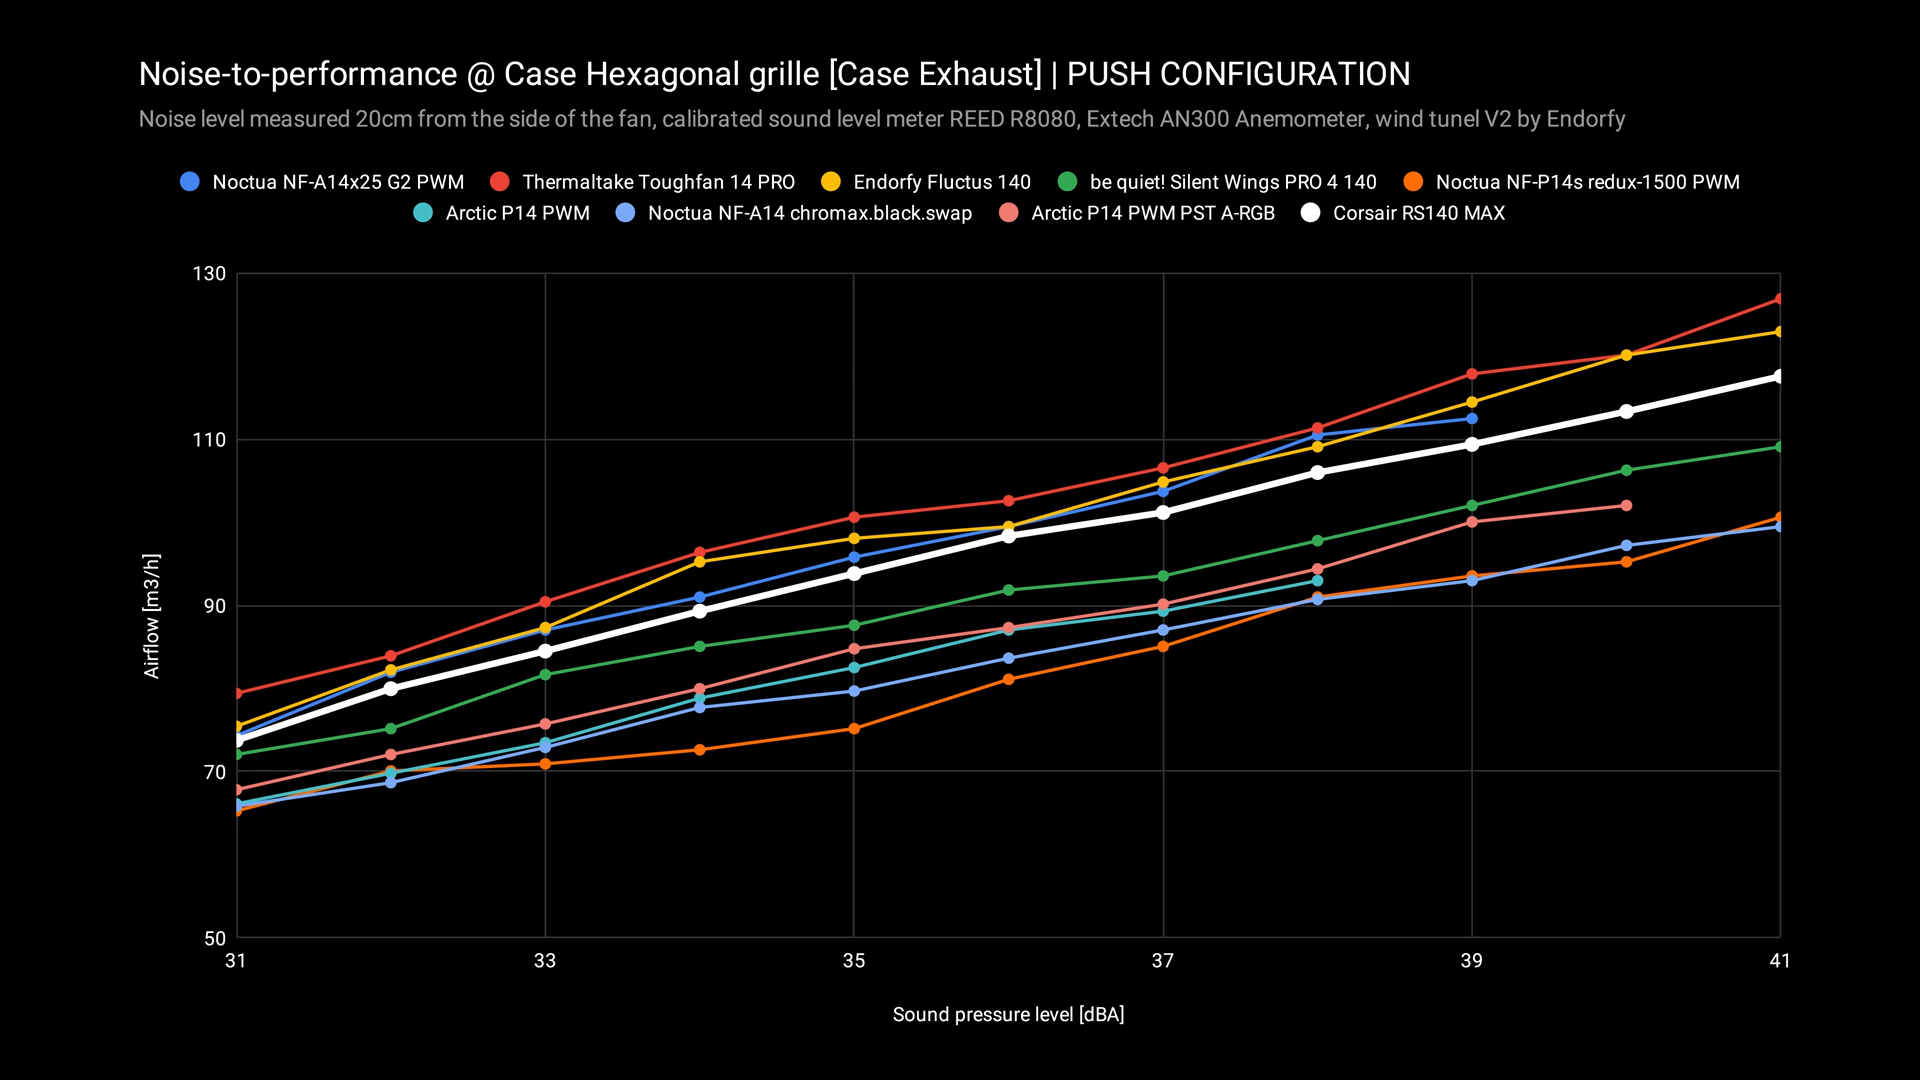 Noise-to-performance @ Case Hexagonal grille [Case Exhaust] | PUSH CONFIGURATION
Noise level measured 20cm from the side of the fan, calibrated sound level meter REED R8080, Extech AN300 Anemometer, wind tunel V2 by Endorfy
Noctua NF-A14x25 G2 PWM Thermaltake Toughfan 14 PRO Endorfy Fluctus 140 be quiet! Silent Wings PRO 4 140 Noctua NF-P14s redux-1500 PWM
Arctic P14 PWM Noctua NF-A14 chromax.black.swap Arctic P14 PWM PST A-RGB Corsair RS140 MAX
130
110
90
70
50
Airflow [m3/h]
31 33 35 37 39 41
Sound pressure level [dBA]